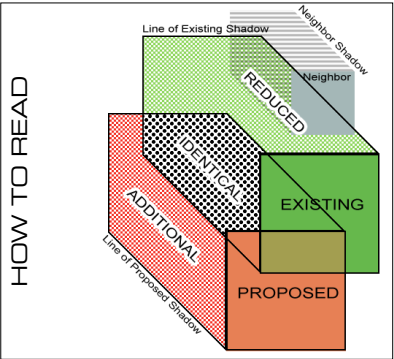 HOW TO READ
Line of Existing Shadow
Neighbor Shadow
Neighbor
REDUCED
IDENTICAL
ADDITIONAL
EXISTING
PROPOSED
Line of Proposed Shadow